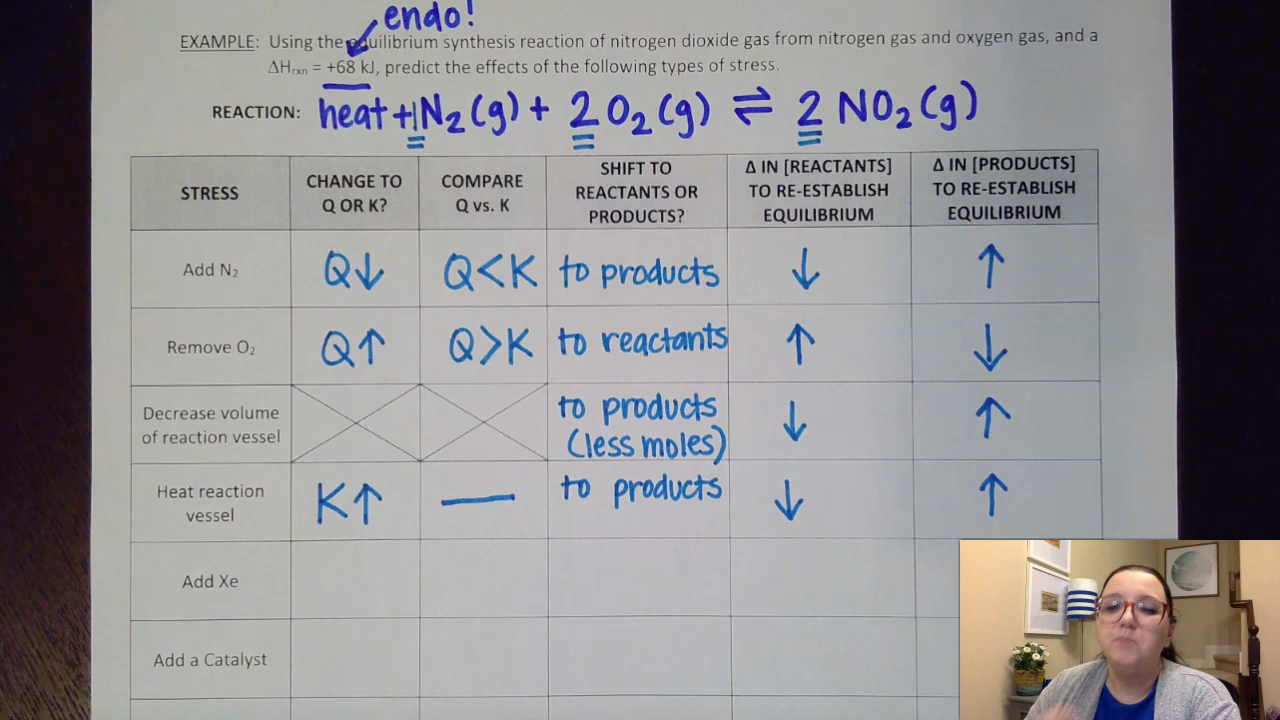 endo!
EXAMPLE: Using the equilibrium synthesis reaction of nitrogen dioxide gas from nitrogen gas and oxygen gas, and a
ΔHrxn = +68 kJ, predict the effects of the following types of stress.
REACTION: heat + 1 N₂(g) + 2 O₂(g) ⇌ 2 NO₂(g)
STRESS
CHANGE TO
Q OR K?
COMPARE
Q vs. K
SHIFT TO
REACTANTS OR
PRODUCTS?
Δ IN [REACTANTS]
TO RE-ESTABLISH
EQUILIBRIUM
Δ IN [PRODUCTS]
TO RE-ESTABLISH
EQUILIBRIUM
Add N₂
Q↓
Q<K
to products
↓
↑
Remove O₂
Q↑
Q>K
to reactants
↑
↓
Decrease volume
of reaction vessel
to products
(less moles)
↓
↑
Heat reaction
vessel
K↑
—
to products
↓
↑
Add Xe
Add a Catalyst